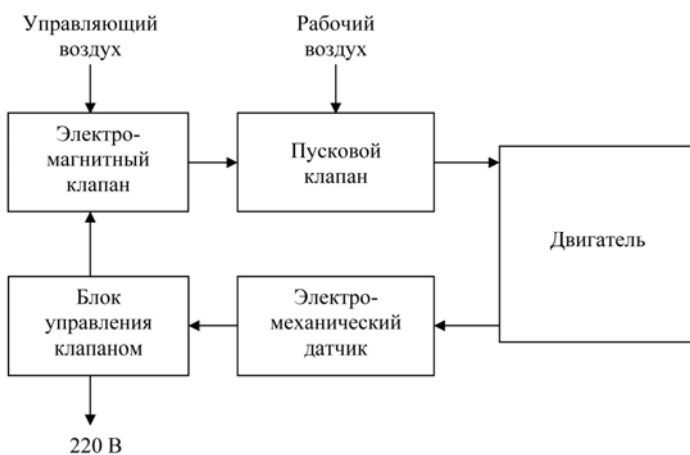 Управляющий
воздух
Рабочий
воздух
Электро-
магнитный
клапан
Пусковой
клапан
Двигатель
Блок
управления
клапаном
Электро-
механический
датчик
220 В